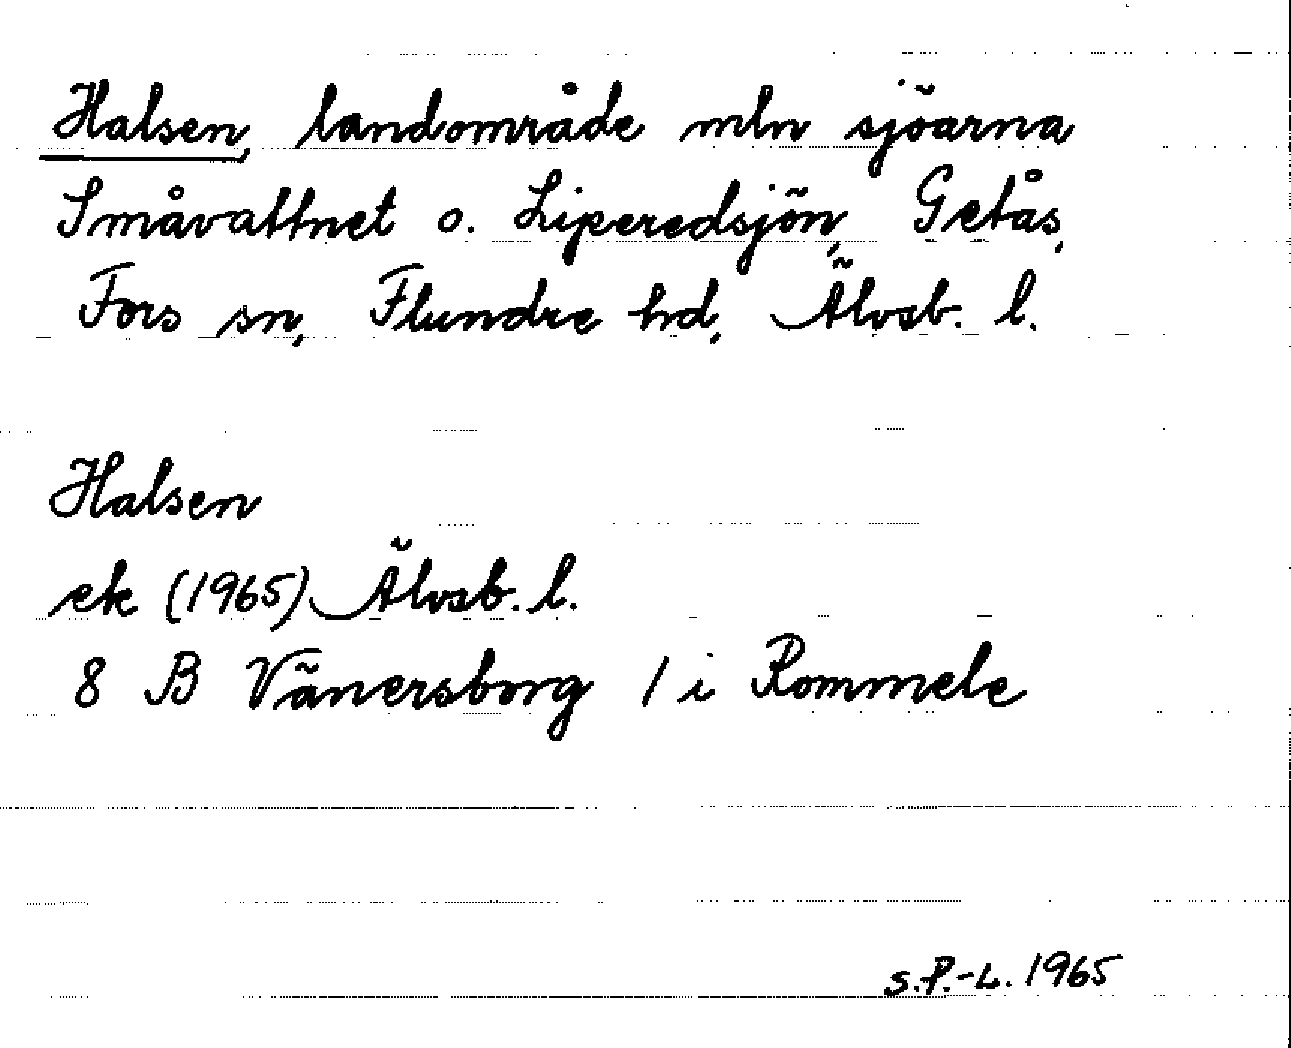 Halsen, landområde mln sjöarna
Småvattnet o. Liperedsjön, Getås,
Fors sn, Flundre hd, Älvsb. l.
Halsen
ek (1965) Älvsb. l.
8 B Vänersborg 1 i Rommele
S.P.-L. 1965